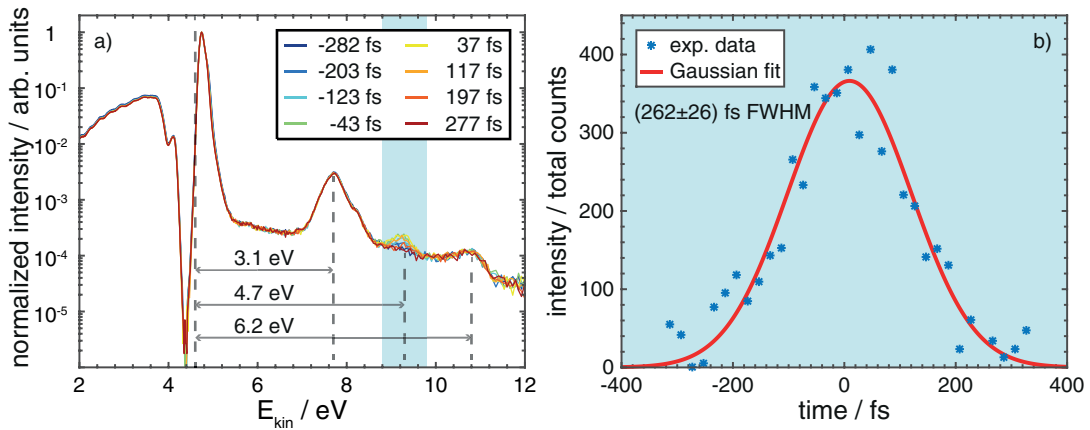 a)
normalized intensity / arb. units
1
10⁻¹
10⁻²
10⁻³
10⁻⁴
10⁻⁵
-282 fs 37 fs
-203 fs 117 fs
-123 fs 197 fs
-43 fs 277 fs
3.1 eV
4.7 eV
6.2 eV
2 4 6 8 10 12
E_kin / eV
b)
intensity / total counts
400
300
200
100
0
exp. data
Gaussian fit
(262±26) fs FWHM
-400 -200 0 200 400
time / fs